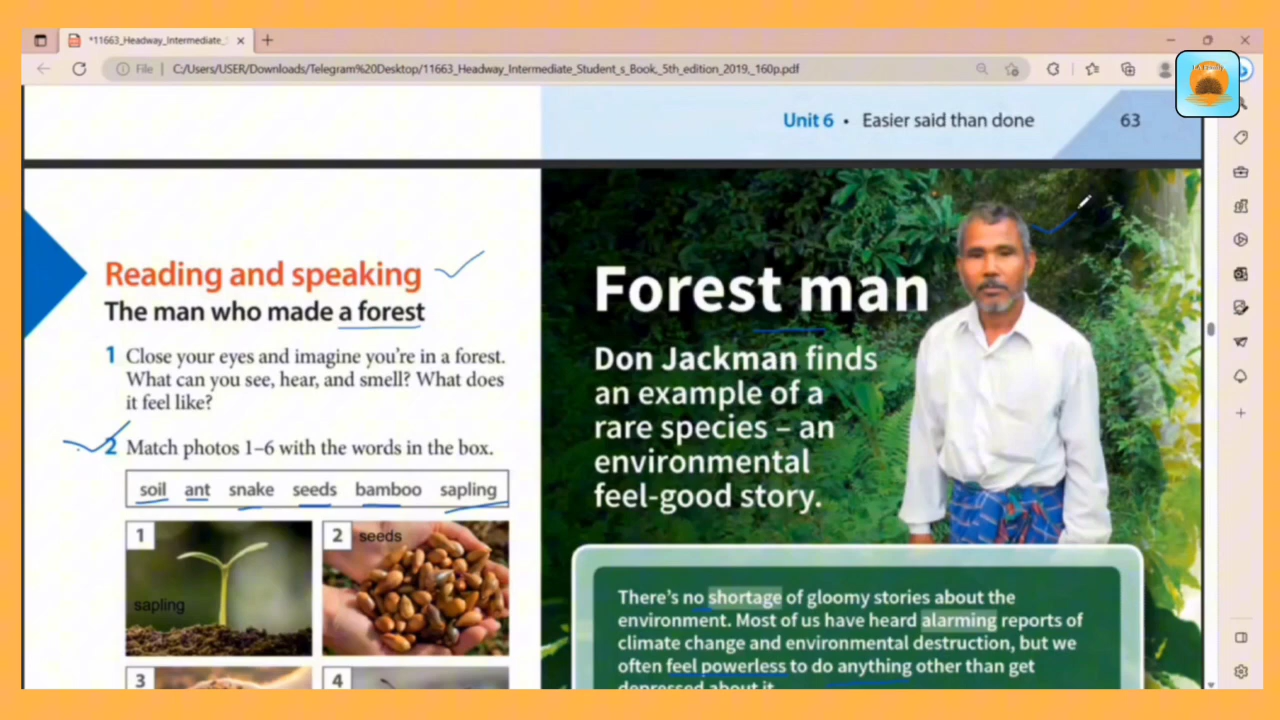 *11663_Headway_Intermediate_
File
C:/Users/USER/Downloads/Telegram%20Desktop/11663_Headway_Intermediate_Student_s_Book,_5th_edition_2019,_160p.pdf
Unit 6 • Easier said than done 63
Reading and speaking
The man who made a forest
1 Close your eyes and imagine you're in a forest.
What can you see, hear, and smell? What does
it feel like?
2 Match photos 1–6 with the words in the box.
soil ant snake seeds bamboo sapling
1
sapling
2 seeds
3
4
Forest man
Don Jackman finds
an example of a
rare species – an
environmental
feel-good story.
There's no shortage of gloomy stories about the
environment. Most of us have heard alarming reports of
climate change and environmental destruction, but we
often feel powerless to do anything other than get
depressed about it.